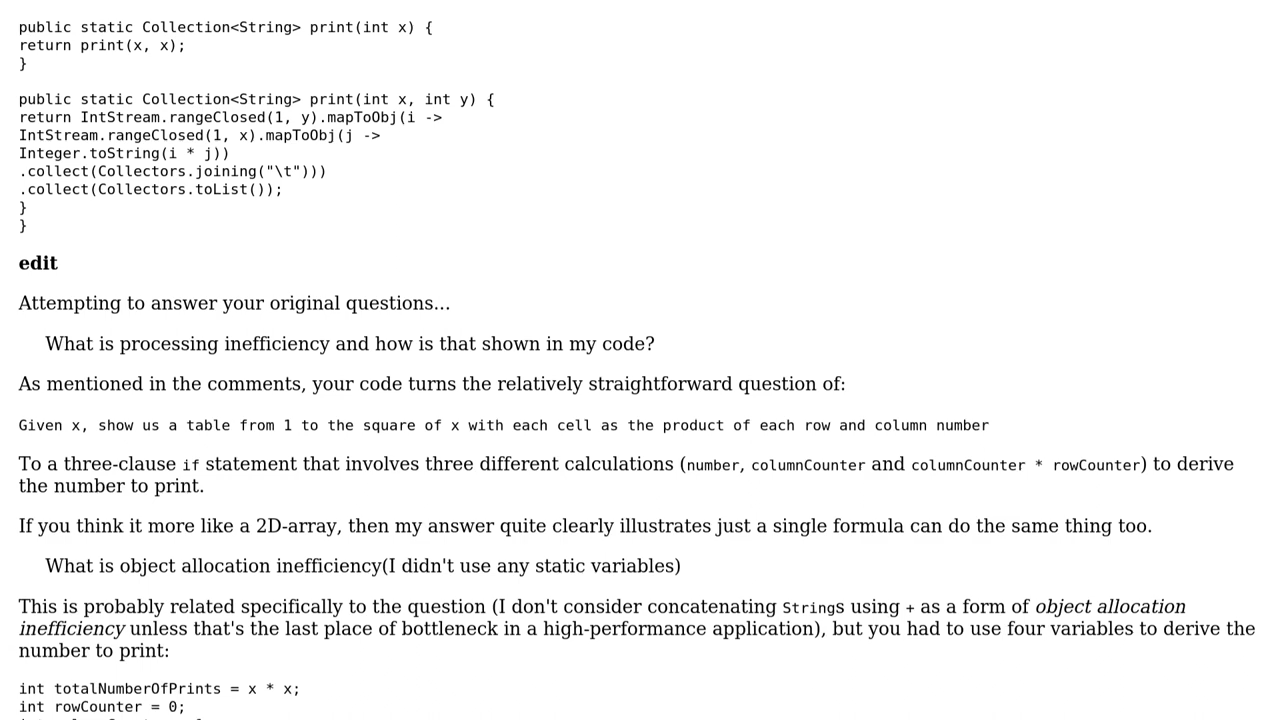 public static Collection<String> print(int x) {
return print(x, x);
}
public static Collection<String> print(int x, int y) {
return IntStream.rangeClosed(1, y).mapToObj(i ->
IntStream.rangeClosed(1, x).mapToObj(j ->
Integer.toString(i * j))
.collect(Collectors.joining("\t")))
.collect(Collectors.toList());
}
}
edit
Attempting to answer your original questions...
What is processing inefficiency and how is that shown in my code?
As mentioned in the comments, your code turns the relatively straightforward question of:
Given x, show us a table from 1 to the square of x with each cell as the product of each row and column number
To a three-clause if statement that involves three different calculations (number, columnCounter and columnCounter * rowCounter) to derive
the number to print.
If you think it more like a 2D-array, then my answer quite clearly illustrates just a single formula can do the same thing too.
What is object allocation inefficiency(I didn't use any static variables)
This is probably related specifically to the question (I don't consider concatenating Strings using + as a form of object allocation
inefficiency unless that's the last place of bottleneck in a high-performance application), but you had to use four variables to derive the
number to print:
int totalNumberOfPrints = x * x;
int rowCounter = 0;